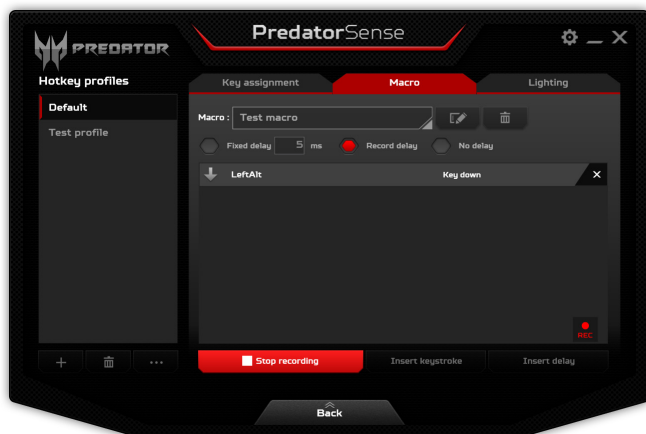 PredatorSense
PREDATOR
Hotkey profiles
Default
Test profile
Key assignment
Macro
Lighting
Macro : Test macro
Fixed delay 5 ms Record delay No delay
LeftAlt Key down
REC
Stop recording
Insert keystroke
Insert delay
Back